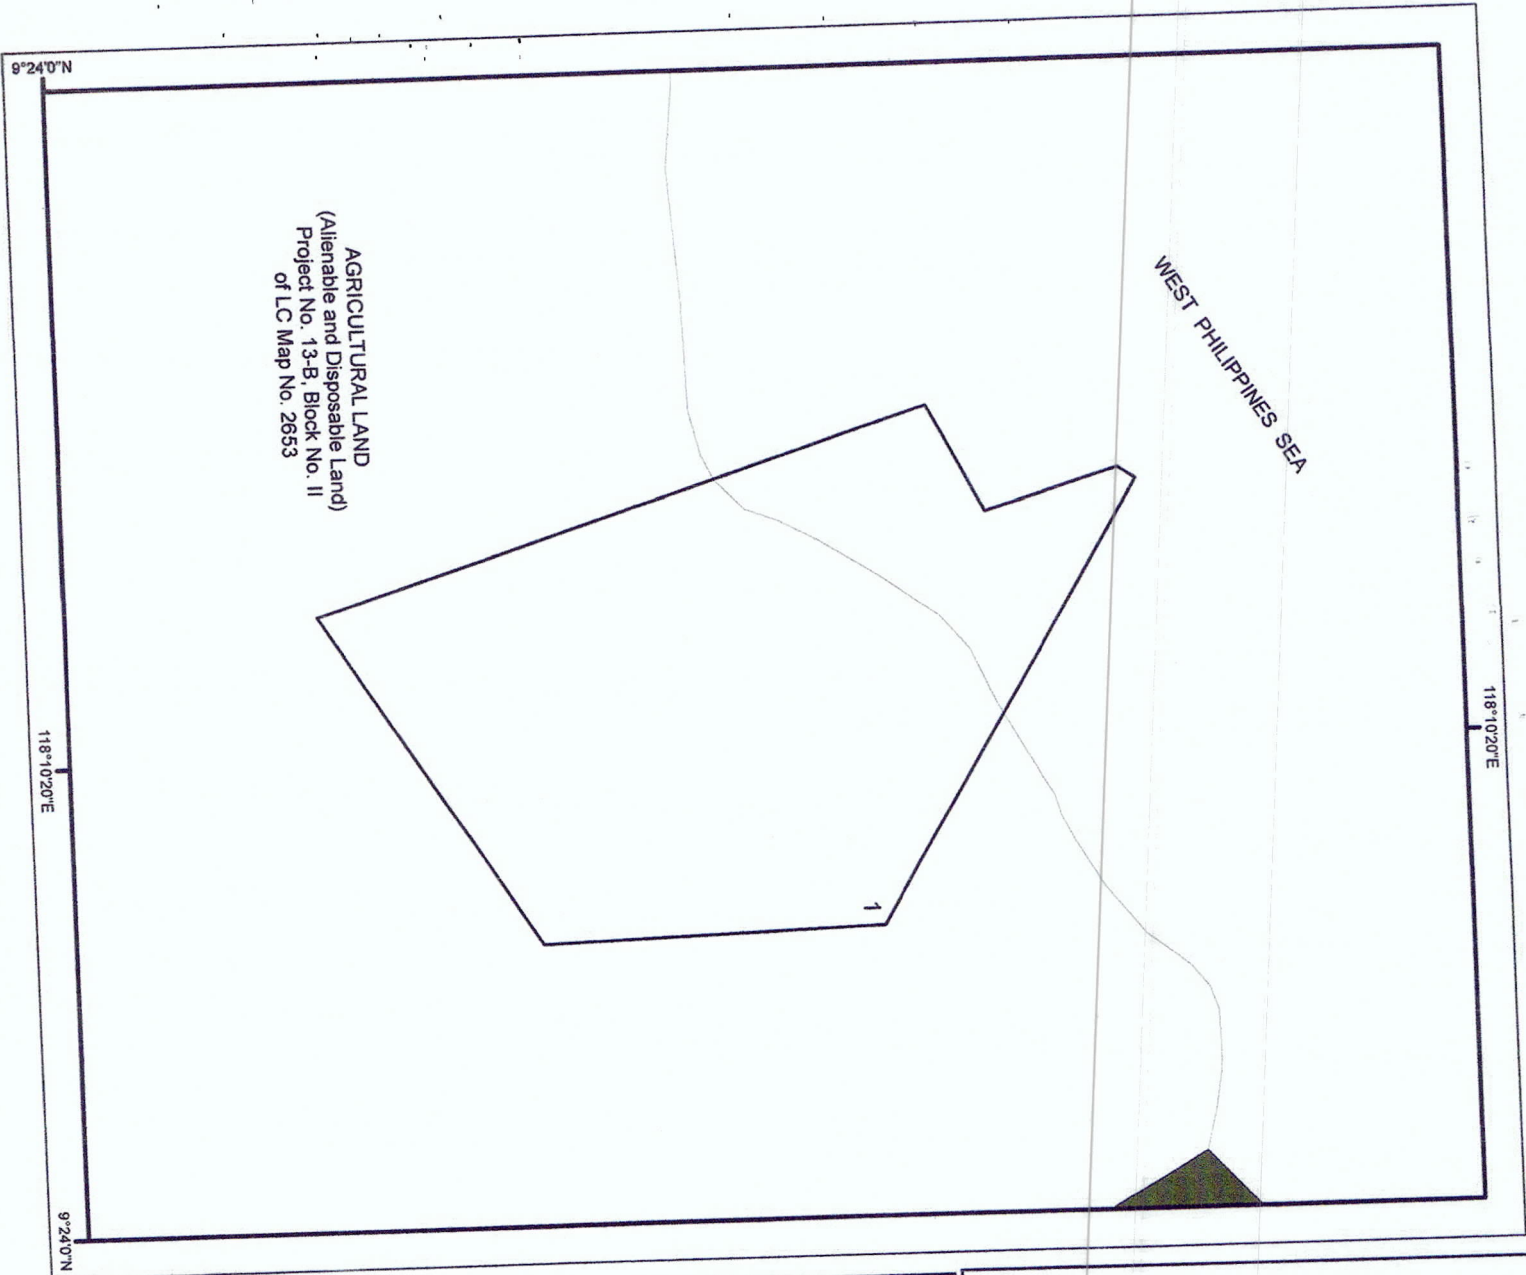 9°24'0"N
118°10'20"E
WEST PHILIPPINES SEA
AGRICULTURAL LAND
(Alienable and Disposable Land)
Project No. 13-B, Block No. II
of LC Map No. 2653
1
118°10'20"E
9°24'0"N